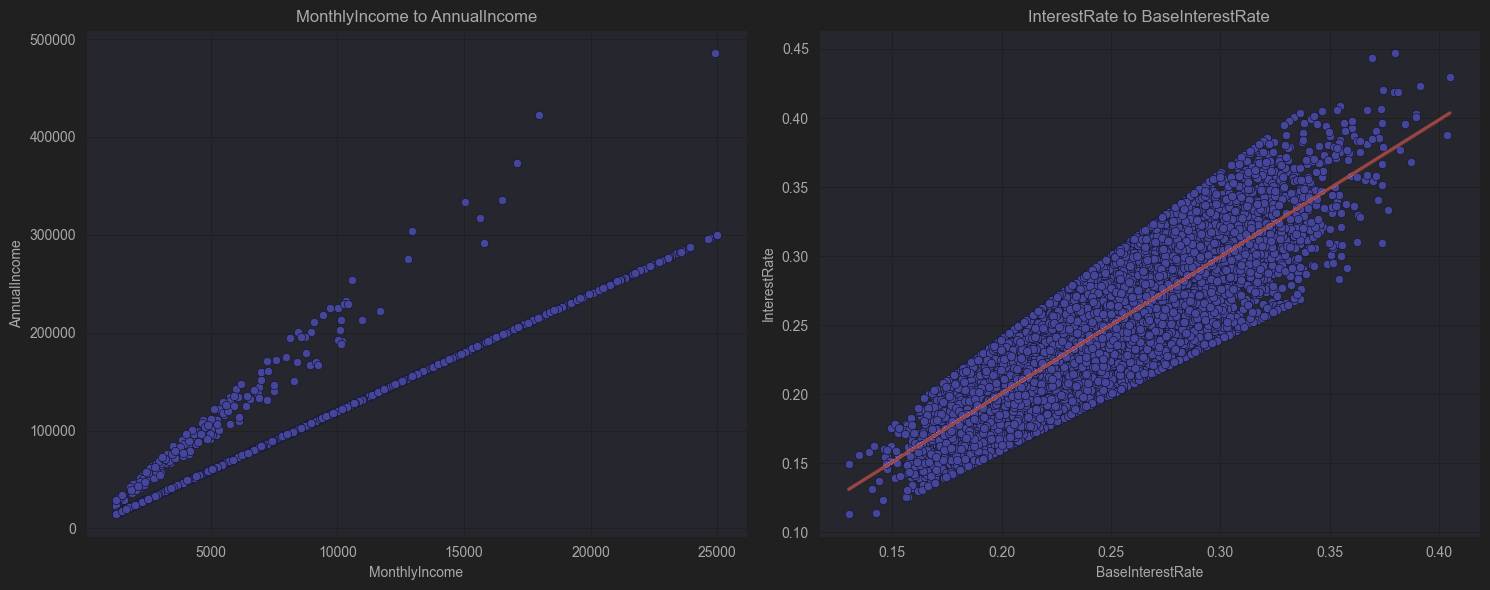 MonthlyIncome to AnnualIncome
500000
400000
300000
200000
100000
0
AnnualIncome
5000 10000 15000 20000 25000
MonthlyIncome
InterestRate to BaseInterestRate
0.45
0.40
0.35
0.30
0.25
0.20
0.15
0.10
InterestRate
0.15 0.20 0.25 0.30 0.35 0.40
BaseInterestRate